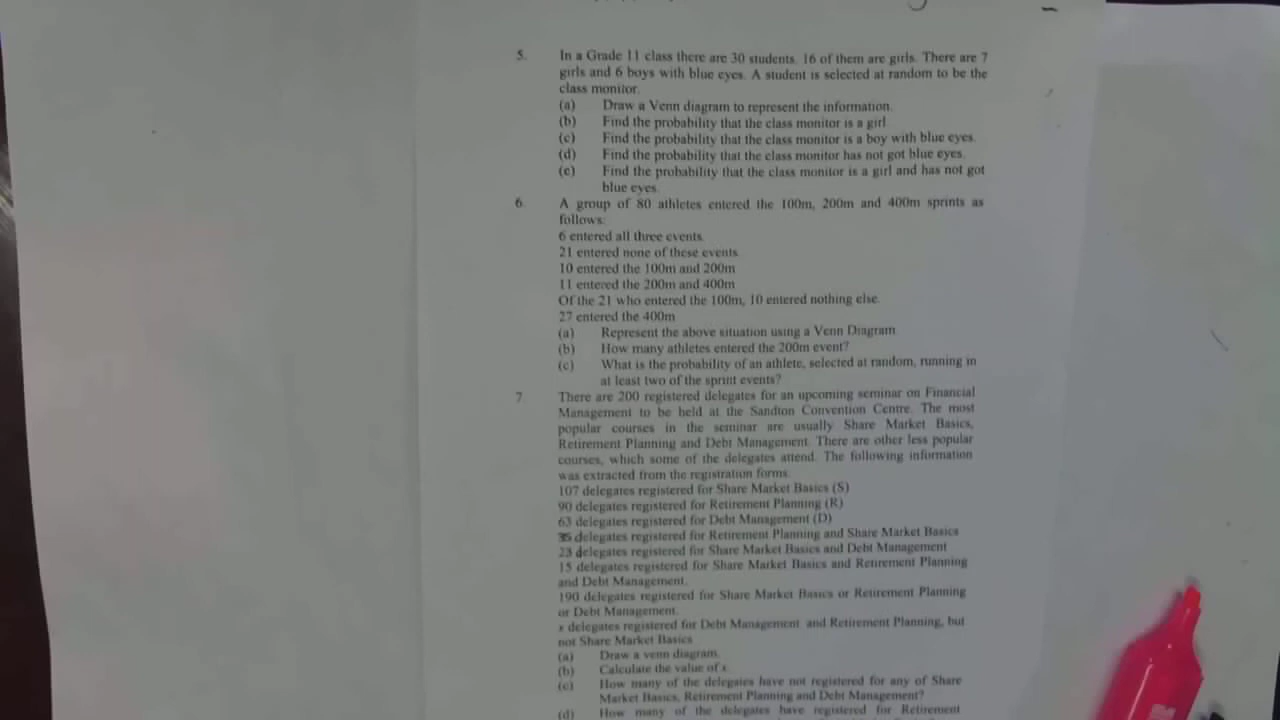 5. In a Grade 11 class there are 30 students. 16 of them are girls. There are 7
girls and 6 boys with blue eyes. A student is selected at random to be the
class monitor.
(a) Draw a Venn diagram to represent the information.
(b) Find the probability that the class monitor is a girl.
(c) Find the probability that the class monitor is a boy with blue eyes.
(d) Find the probability that the class monitor has not got blue eyes.
(e) Find the probability that the class monitor is a girl and has not got
blue eyes.
6. A group of 80 athletes entered the 100m, 200m and 400m sprints as
follows:
6 entered all three events.
21 entered none of these events.
10 entered the 100m and 200m
11 entered the 200m and 400m
Of the 21 who entered the 100m, 10 entered nothing else.
27 entered the 400m
(a) Represent the above situation using a Venn Diagram.
(b) How many athletes entered the 200m event?
(c) What is the probability of an athlete, selected at random, running in
at least two of the sprint events?
7. There are 200 registered delegates for an upcoming seminar on Financial
Management to be held at the Sandton Convention Centre. The most
popular courses in the seminar are usually Share Market Basics,
Retirement Planning and Debt Management. There are other less popular
courses, which some of the delegates attend. The following information
was extracted from the registration forms.
107 delegates registered for Share Market Basics (S)
90 delegates registered for Retirement Planning (R)
63 delegates registered for Debt Management (D)
35 delegates registered for Retirement Planning and Share Market Basics
23 delegates registered for Share Market Basics and Debt Management
15 delegates registered for Share Market Basics and Retirement Planning
and Debt Management.
190 delegates registered for Share Market Basics or Retirement Planning
or Debt Management.
x delegates registered for Debt Management and Retirement Planning, but
not Share Market Basics
(a) Draw a venn diagram.
(b) Calculate the value of x.
(c) How many of the delegates have not registered for any of Share
Market Basics, Retirement Planning and Debt Management?
(d) How many of the delegates have registered for Retirement